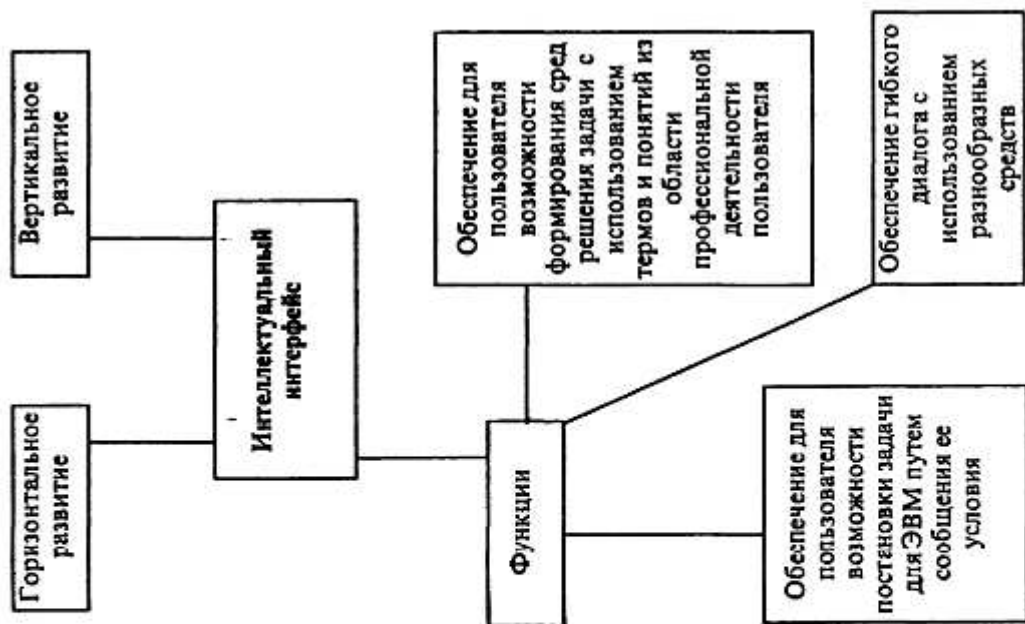 Горизонтальное
развитие
Вертикальное
развитие
Интеллектуальный
интерфейс
Функции
Обеспечение для
пользователя
возможности
формирования сред
решения задачи с
использованием
термов и понятий из
области
профессиональной
деятельности
пользователя
Обеспечение для
пользователя
возможности
постановки задачи
для ЭВМ путем
сообщения ее
условия
Обеспечение гибкого
диалога с
использованием
разнообразных
средств